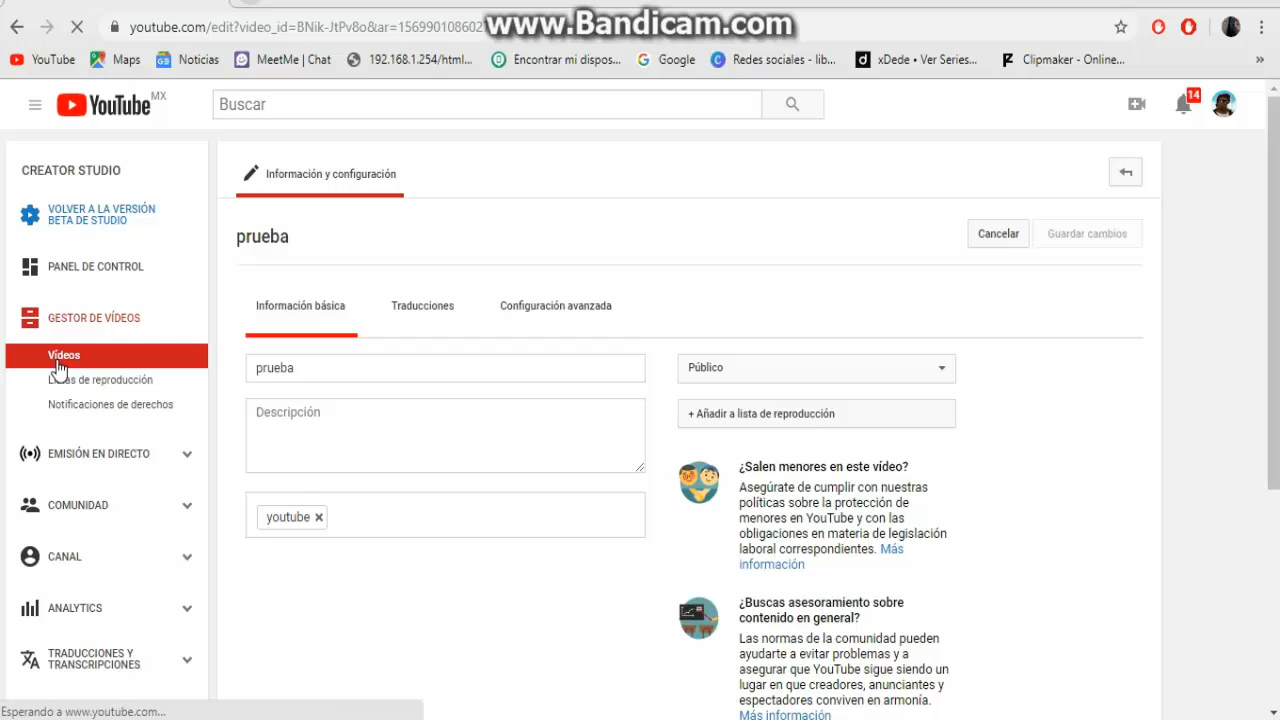 youtube.com/edit?video_id=BNik-JtPv8o&ar=1569901086027
www.Bandicam.com
YouTube Maps Noticias MeetMe | Chat 192.168.1.254/html... Encontrar mi dispos... Google Redes sociales - lib... xDede • Ver Series... Clipmaker - Online... »
YouTube MX
Buscar
14
CREATOR STUDIO
VOLVER A LA VERSIÓN
BETA DE STUDIO
PANEL DE CONTROL
GESTOR DE VÍDEOS
Vídeos
Listas de reproducción
Notificaciones de derechos
EMISIÓN EN DIRECTO
COMUNIDAD
CANAL
ANALYTICS
TRADUCCIONES Y
TRANSCRIPCIONES
Información y configuración
prueba
Cancelar Guardar cambios
Información básica Traducciones Configuración avanzada
prueba
Descripción
youtube
Público
+ Añadir a lista de reproducción
¿Salen menores en este vídeo?
Asegúrate de cumplir con nuestras
políticas sobre la protección de
menores en YouTube y con las
obligaciones en materia de legislación
laboral correspondientes. Más
información
¿Buscas asesoramiento sobre
contenido en general?
Las normas de la comunidad pueden
ayudarte a evitar problemas y a
asegurar que YouTube sigue siendo un
lugar en que creadores, anunciantes y
espectadores conviven en armonía.
Más información
Esperando a www.youtube.com...